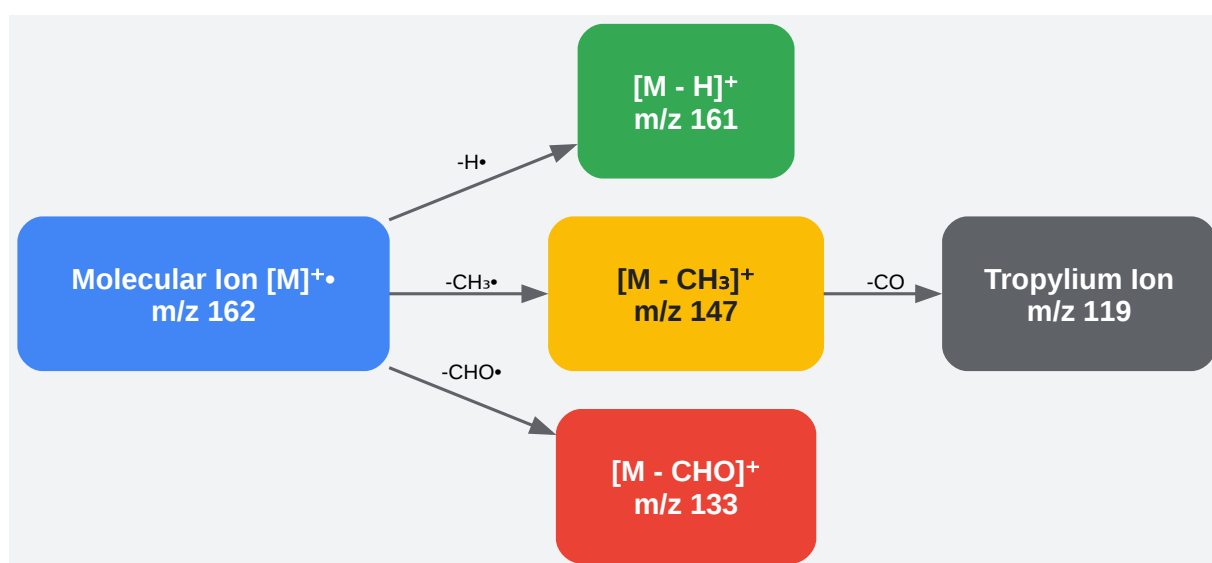 [M - H]⁺
m/z 161
-H•
Molecular Ion [M]⁺•
m/z 162
-CH₃•
[M - CH₃]⁺
m/z 147
-CO
Tropylium Ion
m/z 119
-CHO•
[M - CHO]⁺
m/z 133